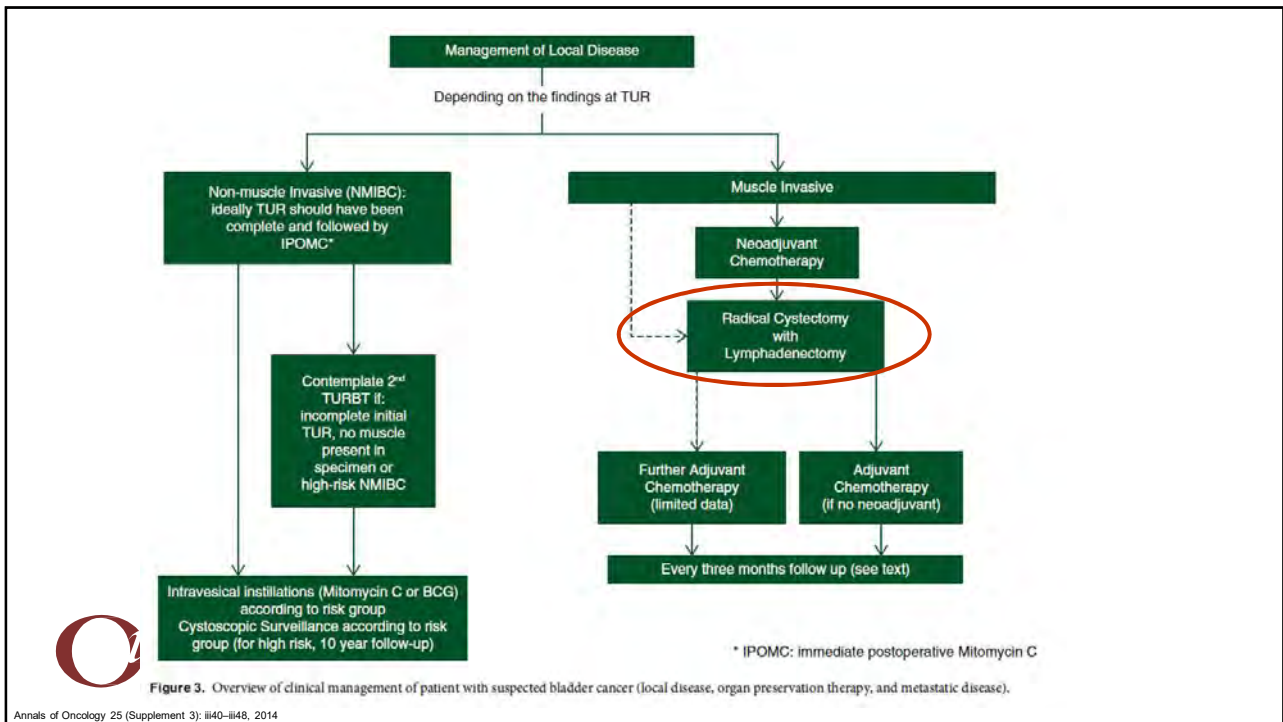 Management of Local Disease
Depending on the findings at TUR
Non-muscle Invasive (NMIBC):
ideally TUR should have been
complete and followed by
IPOMC*
Muscle Invasive
Neoadjuvant
Chemotherapy
Radical Cystectomy
with
Lymphadenectomy
Contemplate 2nd
TURBT if:
incomplete initial
TUR, no muscle
present in
specimen or
high-risk NMIBC
Further Adjuvant
Chemotherapy
(limited data)
Adjuvant
Chemotherapy
(if no neoadjuvant)
Every three months follow up (see text)
Intravesical instillations (Mitomycin C or BCG)
according to risk group
Cystoscopic Surveillance according to risk
group (for high risk, 10 year follow-up)
* IPOMC: immediate postoperative Mitomycin C
Figure 3. Overview of clinical management of patient with suspected bladder cancer (local disease, organ preservation therapy, and metastatic disease).
Annals of Oncology 25 (Supplement 3): iii40–iii48, 2014